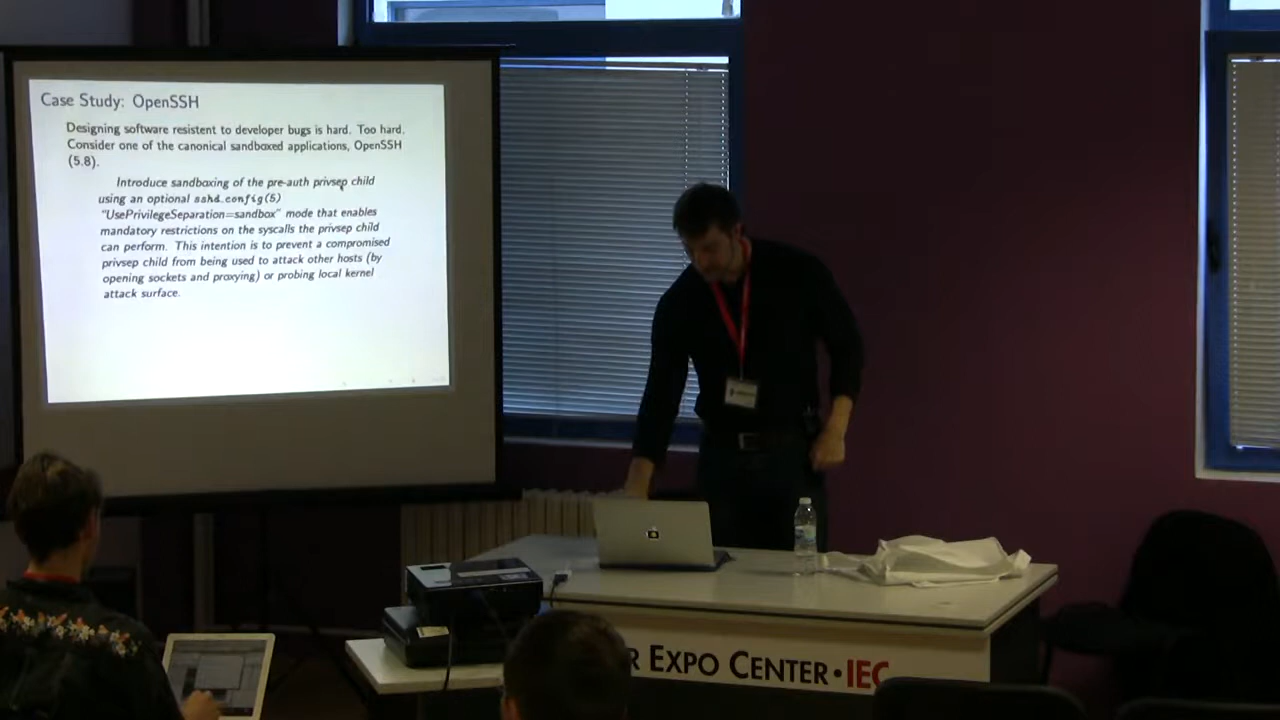 Case Study: OpenSSH
Designing software resistent to developer bugs is hard. Too hard.
Consider one of the canonical sandboxed applications, OpenSSH
(5.8).
Introduce sandboxing of the pre-auth privsep child
using an optional sshd_config(5)
"UsePrivilegeSeparation=sandbox" mode that enables
mandatory restrictions on the syscalls the privsep child
can perform. This intention is to prevent a compromised
privsep child from being used to attack other hosts (by
opening sockets and proxying) or probing local kernel
attack surface.
R EXPO CENTER • IEC